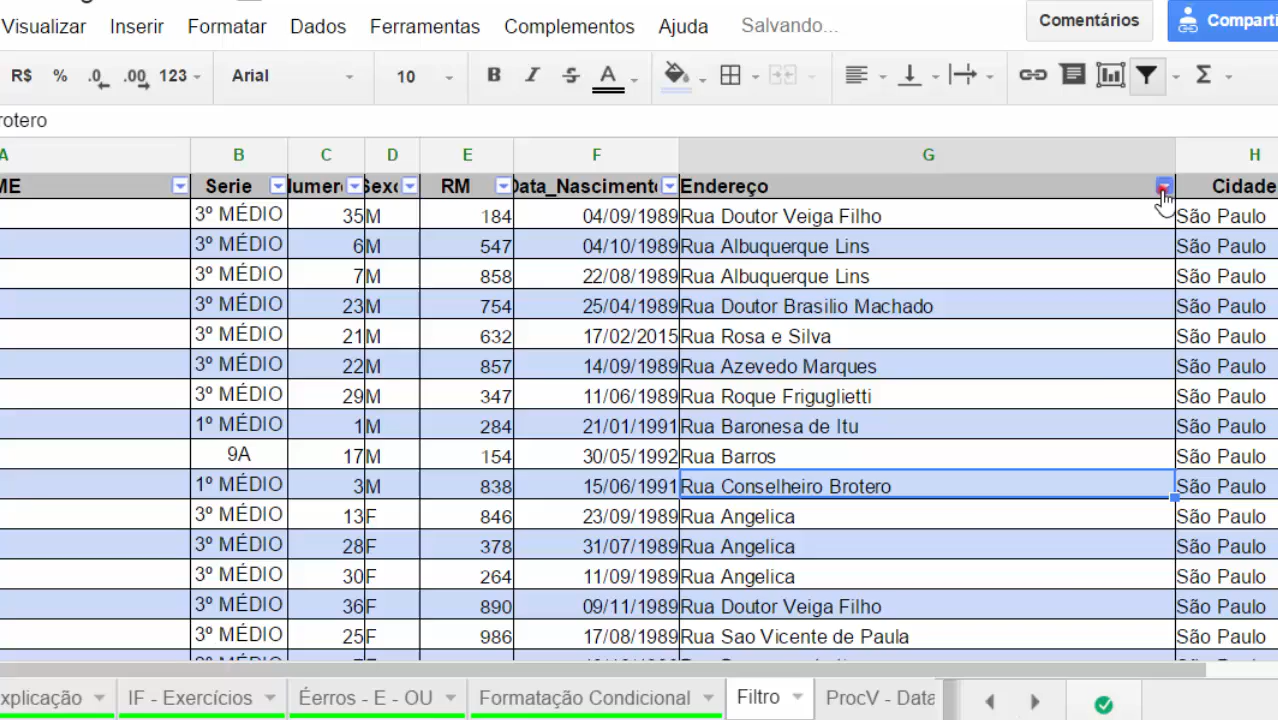 Visualizar Inserir Formatar Dados Ferramentas Complementos Ajuda Salvando... Comentários Comparti
R$ % .0 .00 123 Arial 10 B I S A Σ
rotero
A B C D E F G H
ME Serie Numer Sexo RM Data_Nascimento Endereço Cidade
3º MÉDIO 35 M 184 04/09/1989 Rua Doutor Veiga Filho São Paulo
3º MÉDIO 6 M 547 04/10/1989 Rua Albuquerque Lins São Paulo
3º MÉDIO 7 M 858 22/08/1989 Rua Albuquerque Lins São Paulo
3º MÉDIO 23 M 754 25/04/1989 Rua Doutor Brasilio Machado São Paulo
3º MÉDIO 21 M 632 17/02/2015 Rua Rosa e Silva São Paulo
3º MÉDIO 22 M 857 14/09/1989 Rua Azevedo Marques São Paulo
3º MÉDIO 29 M 347 11/06/1989 Rua Roque Friguglietti São Paulo
1º MÉDIO 1 M 284 21/01/1991 Rua Baronesa de Itu São Paulo
9A 17 M 154 30/05/1992 Rua Barros São Paulo
1º MÉDIO 3 M 838 15/06/1991 Rua Conselheiro Brotero São Paulo
3º MÉDIO 13 F 846 23/09/1989 Rua Angelica São Paulo
3º MÉDIO 28 F 378 31/07/1989 Rua Angelica São Paulo
3º MÉDIO 30 F 264 11/09/1989 Rua Angelica São Paulo
3º MÉDIO 36 F 890 09/11/1989 Rua Doutor Veiga Filho São Paulo
3º MÉDIO 25 F 986 17/08/1989 Rua Sao Vicente de Paula São Paulo
xplicação IF - Exercícios Éerros - E - OU Formatação Condicional Filtro ProcV - Data